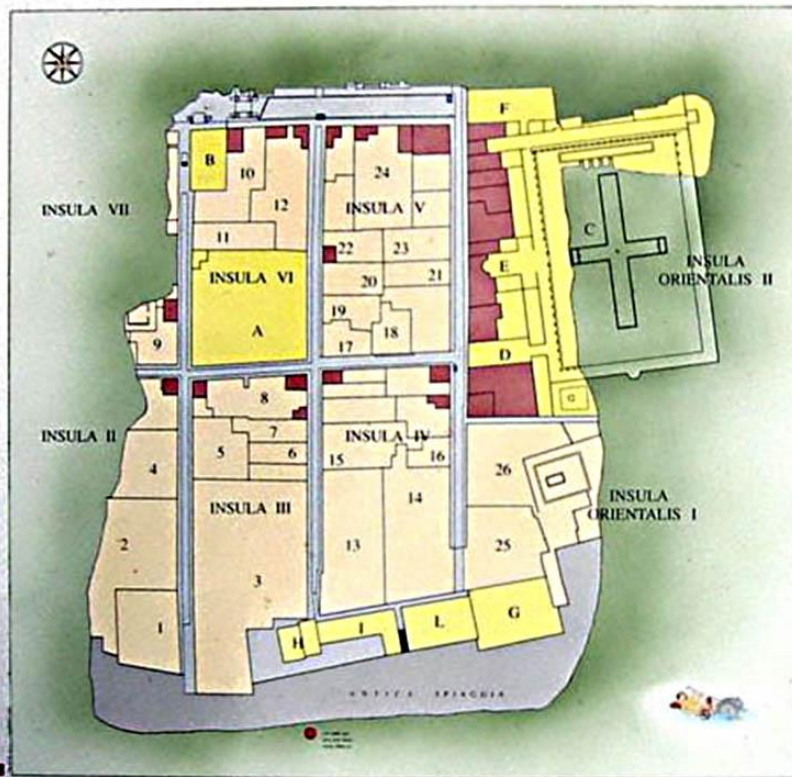 F
B
10
24
C
12
INSULA VII
INSULA V
11
22
23
E
INSULA
ORIENTALIS II
INSULA VI
20
21
A
19
18
9
17
D
G
8
INSULA II
7
INSULA IV
5
6
15
16
4
26
INSULA
ORIENTALIS I
INSULA III
14
2
13
25
3
1
H
I
L
G
ANTICA SPIAGGIA